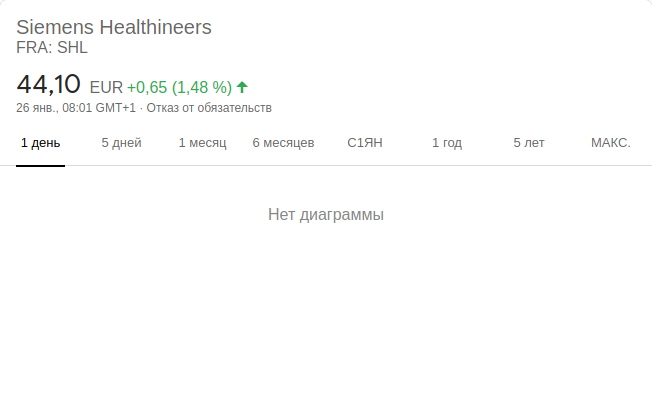 Siemens Healthineers
FRA: SHL
44,10 EUR +0,65 (1,48 %)
26 янв., 08:01 GMT+1 · Отказ от обязательств
1 день 5 дней 1 месяц 6 месяцев С1ЯН 1 год 5 лет МАКС.
Нет диаграммы